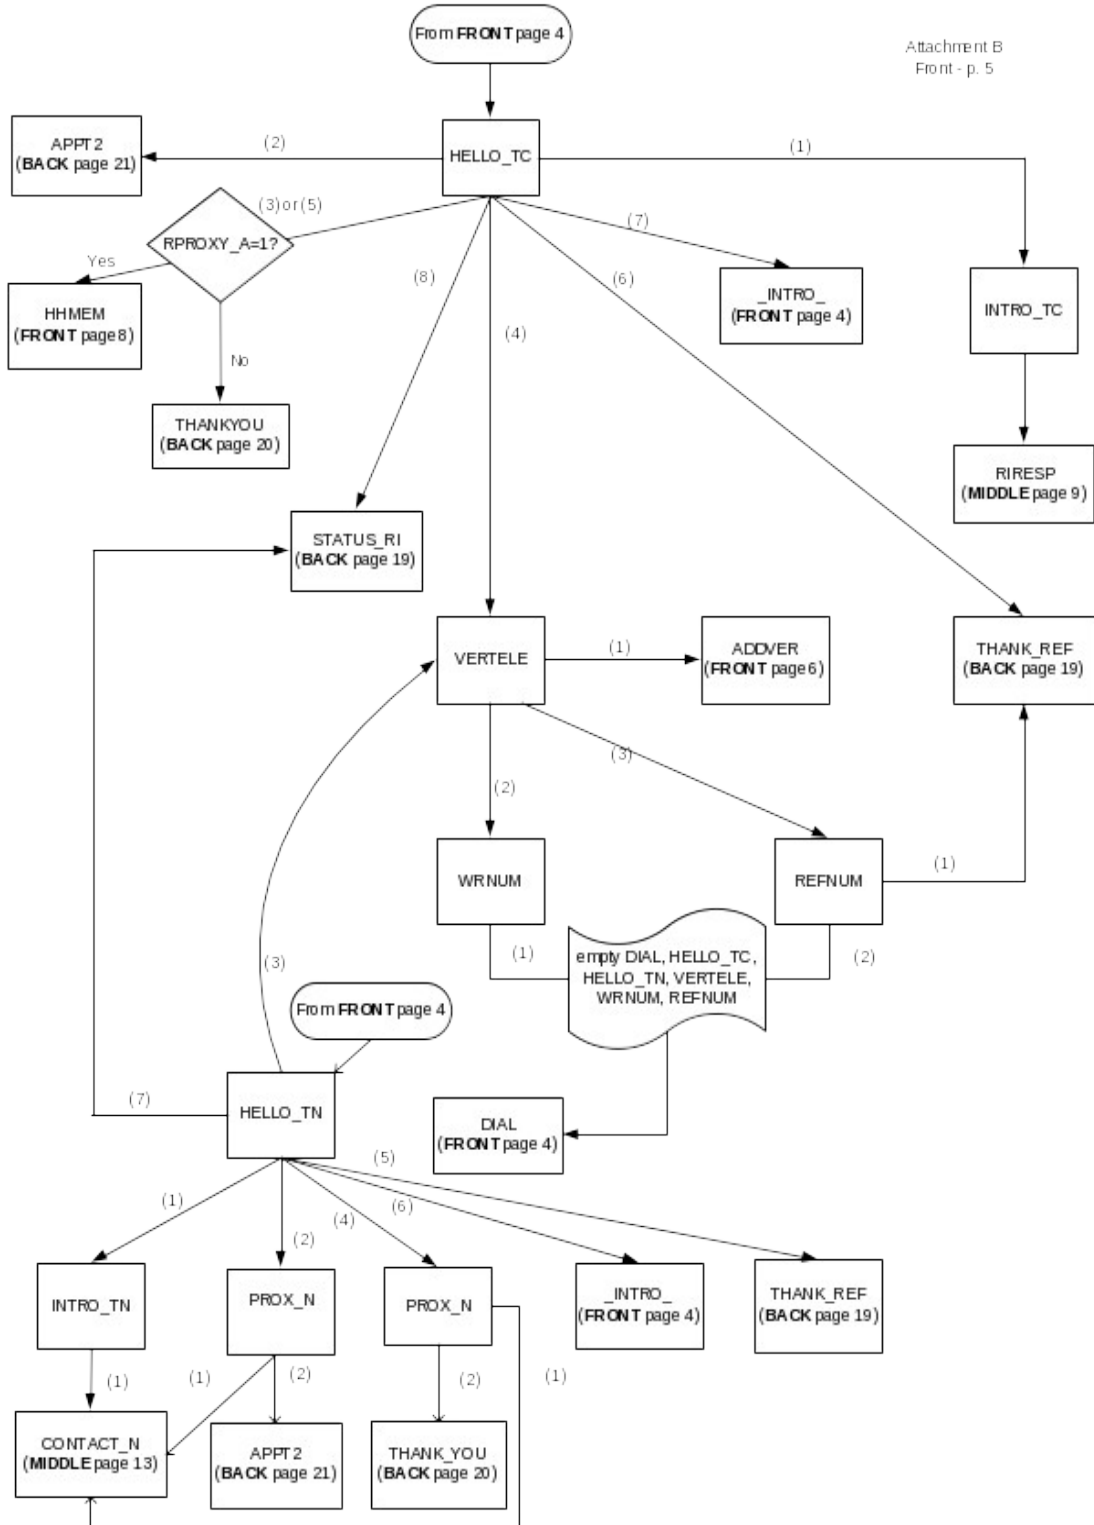 From FRONT page 4
Attachment B
Front - p. 5
APPT2
(BACK page 21)
(2)
HELLO_TC
(1)
(3) or (5)
RPROXY_A=1?
Yes
HHMEM
(FRONT page 8)
No
THANKYOU
(BACK page 20)
(8)
(4)
(7)
_INTRO_
(FRONT page 4)
(6)
INTRO_TC
RIRESP
(MIDDLE page 9)
STATUS_RI
(BACK page 19)
VERTELE
(1)
ADDVER
(FRONT page 6)
THANK_REF
(BACK page 19)
(2)
(3)
WRNUM
REFNUM
(1)
(1)
empty DIAL, HELLO_TC,
HELLO_TN, VERTELE,
WRNUM, REFNUM
(2)
(3)
From FRONT page 4
HELLO_TN
(7)
DIAL
(FRONT page 4)
(1)
(2)
(4)
(6)
(5)
INTRO_TN
PROX_N
PROX_N
_INTRO_
(FRONT page 4)
THANK_REF
(BACK page 19)
(1)
(1)
(2)
(2)
(1)
CONTACT_N
(MIDDLE page 13)
APPT2
(BACK page 21)
THANK_YOU
(BACK page 20)